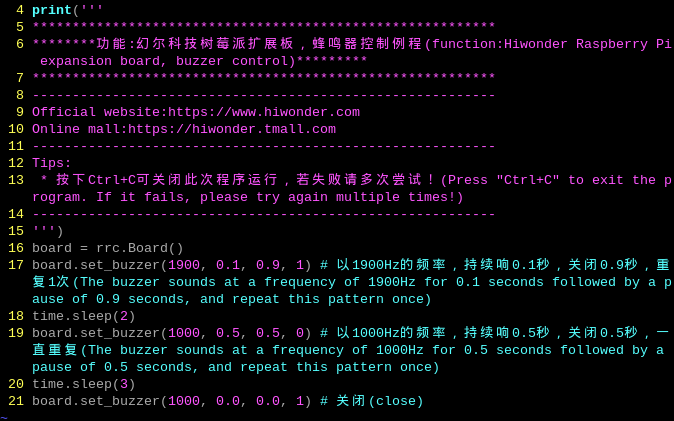 4 print('''
5 **********************************************************
6 ********功能:幻尔科技树莓派扩展板，蜂鸣器控制例程(function:Hiwonder Raspberry Pi
expansion board, buzzer control)*********
7 **********************************************************
8 ----------------------------------------------------------
9 Official website:https://www.hiwonder.com
10 Online mall:https://hiwonder.tmall.com
11 ----------------------------------------------------------
12 Tips:
13  * 按下Ctrl+C可关闭此次程序运行，若失败请多次尝试！(Press "Ctrl+C" to exit the p
rogram. If it fails, please try again multiple times!)
14 ----------------------------------------------------------
15 ''')
16 board = rrc.Board()
17 board.set_buzzer(1900, 0.1, 0.9, 1) # 以1900Hz的频率，持续响0.1秒，关闭0.9秒，重
复1次(The buzzer sounds at a frequency of 1900Hz for 0.1 seconds followed by a p
ause of 0.9 seconds, and repeat this pattern once)
18 time.sleep(2)
19 board.set_buzzer(1000, 0.5, 0.5, 0) # 以1000Hz的频率，持续响0.5秒，关闭0.5秒，一
直重复(The buzzer sounds at a frequency of 1000Hz for 0.5 seconds followed by a
pause of 0.5 seconds, and repeat this pattern once)
20 time.sleep(3)
21 board.set_buzzer(1000, 0.0, 0.0, 1) # 关闭(close)
~